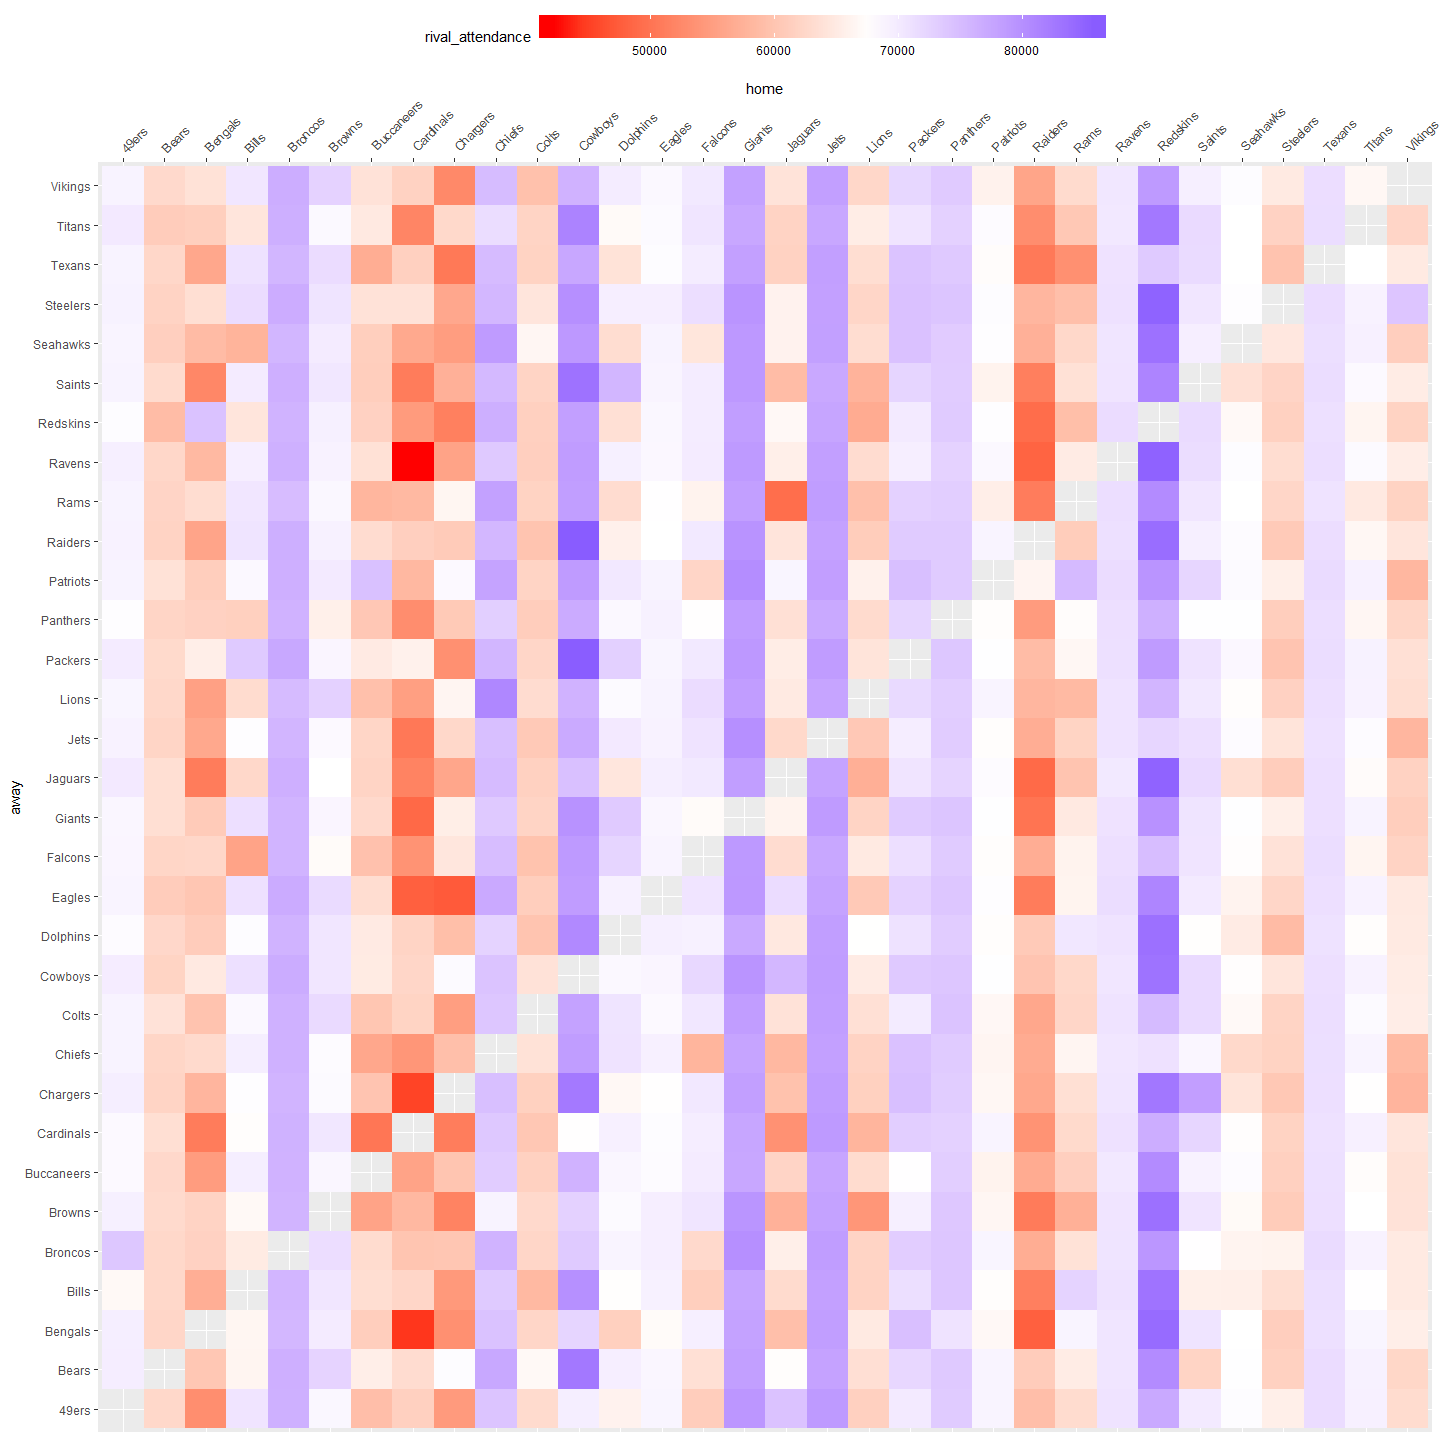 rival_attendance
50000 60000 70000 80000
home
49ers Bears Bengals Bills Broncos Browns Buccaneers Cardinals Chargers Chiefs Colts Cowboys Dolphins Eagles Falcons Giants Jaguars Jets Lions Packers Panthers Patriots Raiders Rams Ravens Redskins Saints Seahawks Steelers Texans Titans Vikings
Vikings
Titans
Texans
Steelers
Seahawks
Saints
Redskins
Ravens
Rams
Raiders
Patriots
Panthers
Packers
Lions
Jets
Jaguars
Giants
Falcons
Eagles
Dolphins
Cowboys
Colts
Chiefs
Chargers
Cardinals
Buccaneers
Browns
Broncos
Bills
Bengals
Bears
49ers
away